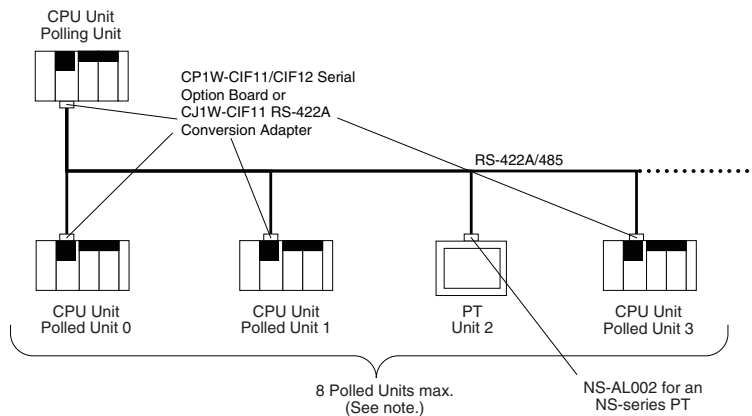 CPU Unit
Polling Unit
CP1W-CIF11/CIF12 Serial
Option Board or
CJ1W-CIF11 RS-422A
Conversion Adapter
RS-422A/485
CPU Unit
Polled Unit 0
CPU Unit
Polled Unit 1
PT
Unit 2
CPU Unit
Polled Unit 3
8 Polled Units max.
(See note.)
NS-AL002 for an
NS-series PT